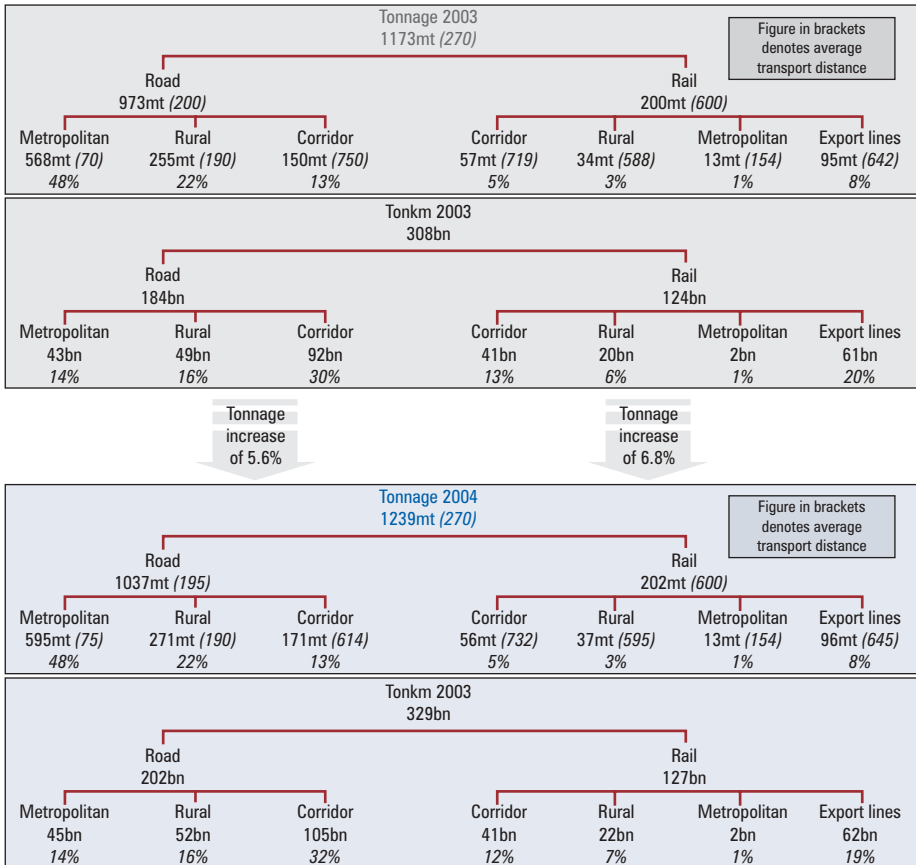 Tonnage 2003
1173mt (270)
Figure in brackets
denotes average
transport distance
Road
973mt (200)
Rail
200mt (600)
Metropolitan
568mt (70)
48%
Rural
255mt (190)
22%
Corridor
150mt (750)
13%
Corridor
57mt (719)
5%
Rural
34mt (588)
3%
Metropolitan
13mt (154)
1%
Export lines
95mt (642)
8%
Tonkm 2003
308bn
Road
184bn
Rail
124bn
Metropolitan
43bn
14%
Rural
49bn
16%
Corridor
92bn
30%
Corridor
41bn
13%
Rural
20bn
6%
Metropolitan
2bn
1%
Export lines
61bn
20%
Tonnage
increase
of 5.6%
Tonnage
increase
of 6.8%
Tonnage 2004
1239mt (270)
Figure in brackets
denotes average
transport distance
Road
1037mt (195)
Rail
202mt (600)
Metropolitan
595mt (75)
48%
Rural
271mt (190)
22%
Corridor
171mt (614)
13%
Corridor
56mt (732)
5%
Rural
37mt (595)
3%
Metropolitan
13mt (154)
1%
Export lines
96mt (645)
8%
Tonkm 2003
329bn
Road
202bn
Rail
127bn
Metropolitan
45bn
14%
Rural
52bn
16%
Corridor
105bn
32%
Corridor
41bn
12%
Rural
22bn
7%
Metropolitan
2bn
1%
Export lines
62bn
19%